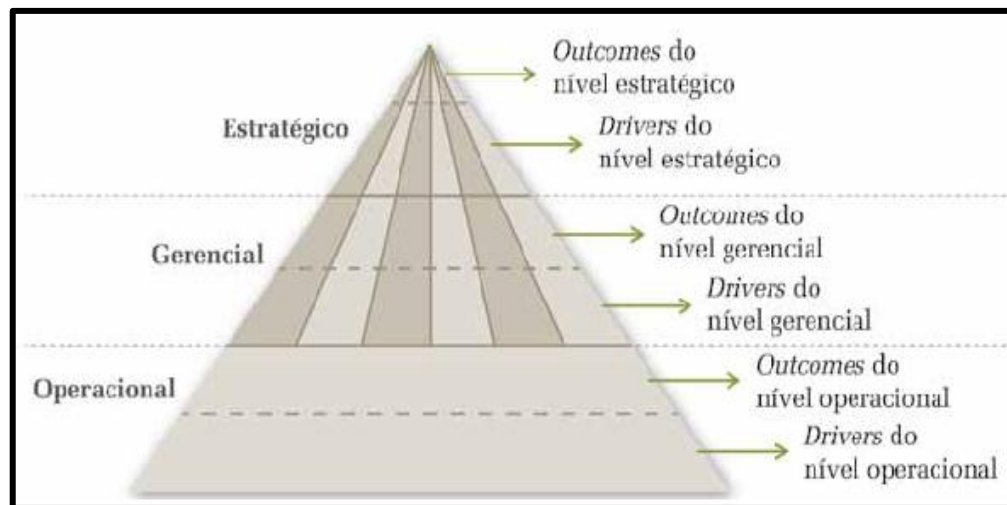 Outcomes do
nível estratégico
Estratégico
Drivers do
nível estratégico
Outcomes do
nível gerencial
Gerencial
Drivers do
nível gerencial
Outcomes do
nível operacional
Operacional
Drivers do
nível operacional